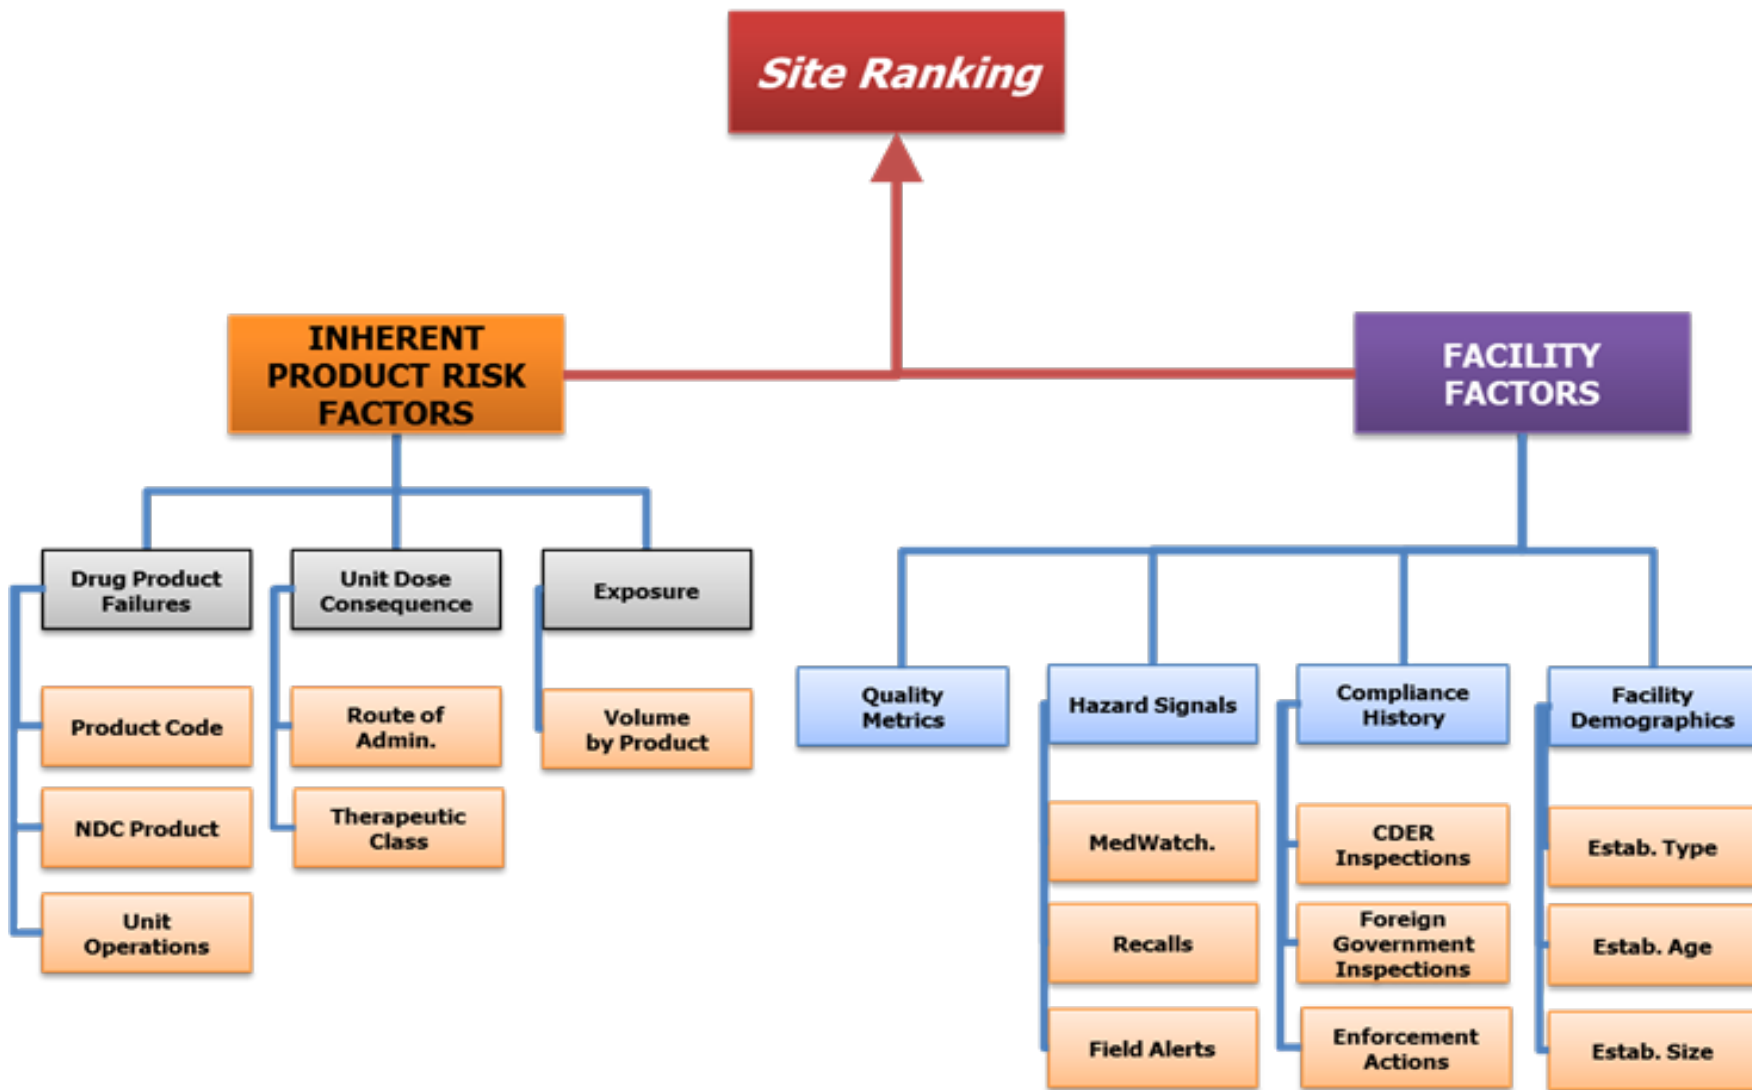 Site Ranking
INHERENT
PRODUCT RISK
FACTORS
FACILITY
FACTORS
Drug Product
Failures
Unit Dose
Consequence
Exposure
Product Code
NDC Product
Unit
Operations
Route of
Admin.
Therapeutic
Class
Volume
by Product
Quality
Metrics
Hazard Signals
Compliance
History
Facility
Demographics
MedWatch.
Recalls
Field Alerts
CDER
Inspections
Foreign
Government
Inspections
Enforcement
Actions
Estab. Type
Estab. Age
Estab. Size